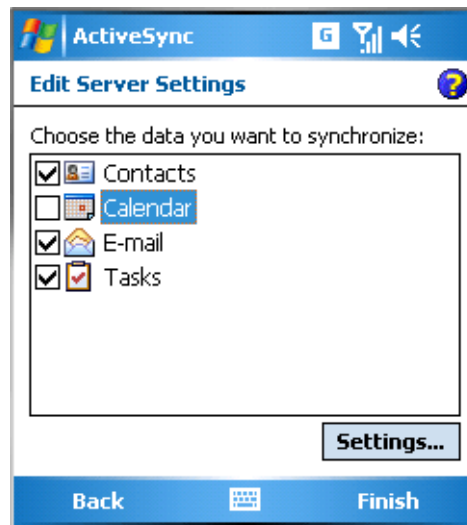 ActiveSync G
Edit Server Settings ?
Choose the data you want to synchronize:
Contacts
Calendar
E-mail
Tasks
Settings...
Back Finish